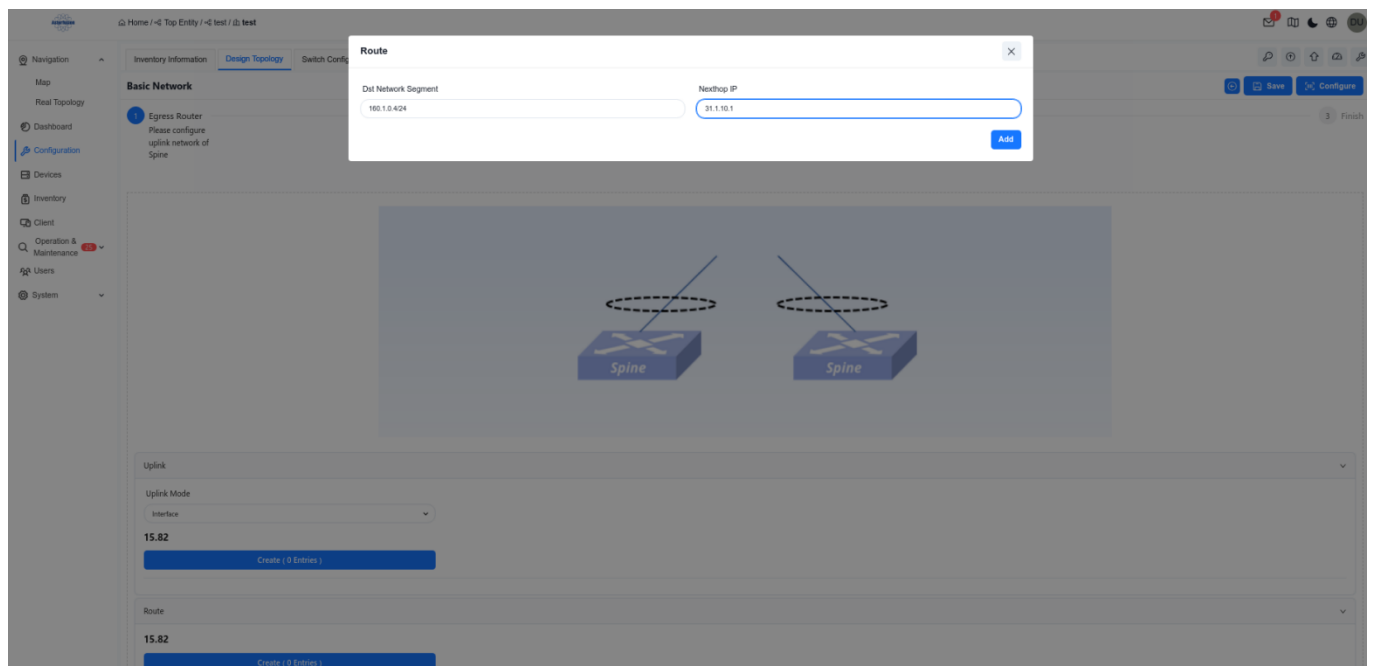 Home / Top Entity / test / test
1
DU
Navigation
Map
Real Topology
Dashboard
Configuration
Devices
Inventory
Client
Operation &
Maintenance
25
Users
System
Inventory Information
Design Topology
Switch Config
Basic Network
Save
Configure
1
Egress Router
Please configure
uplink network of
Spine
3 Finish
Route
Dst Network Segment
Nexthop IP
160.1.0.4/24
31.1.10.1
Add
Spine
Spine
Uplink
Uplink Mode
Interface
15.82
Create ( 0 Entries )
Route
15.82
Create ( 0 Entries )